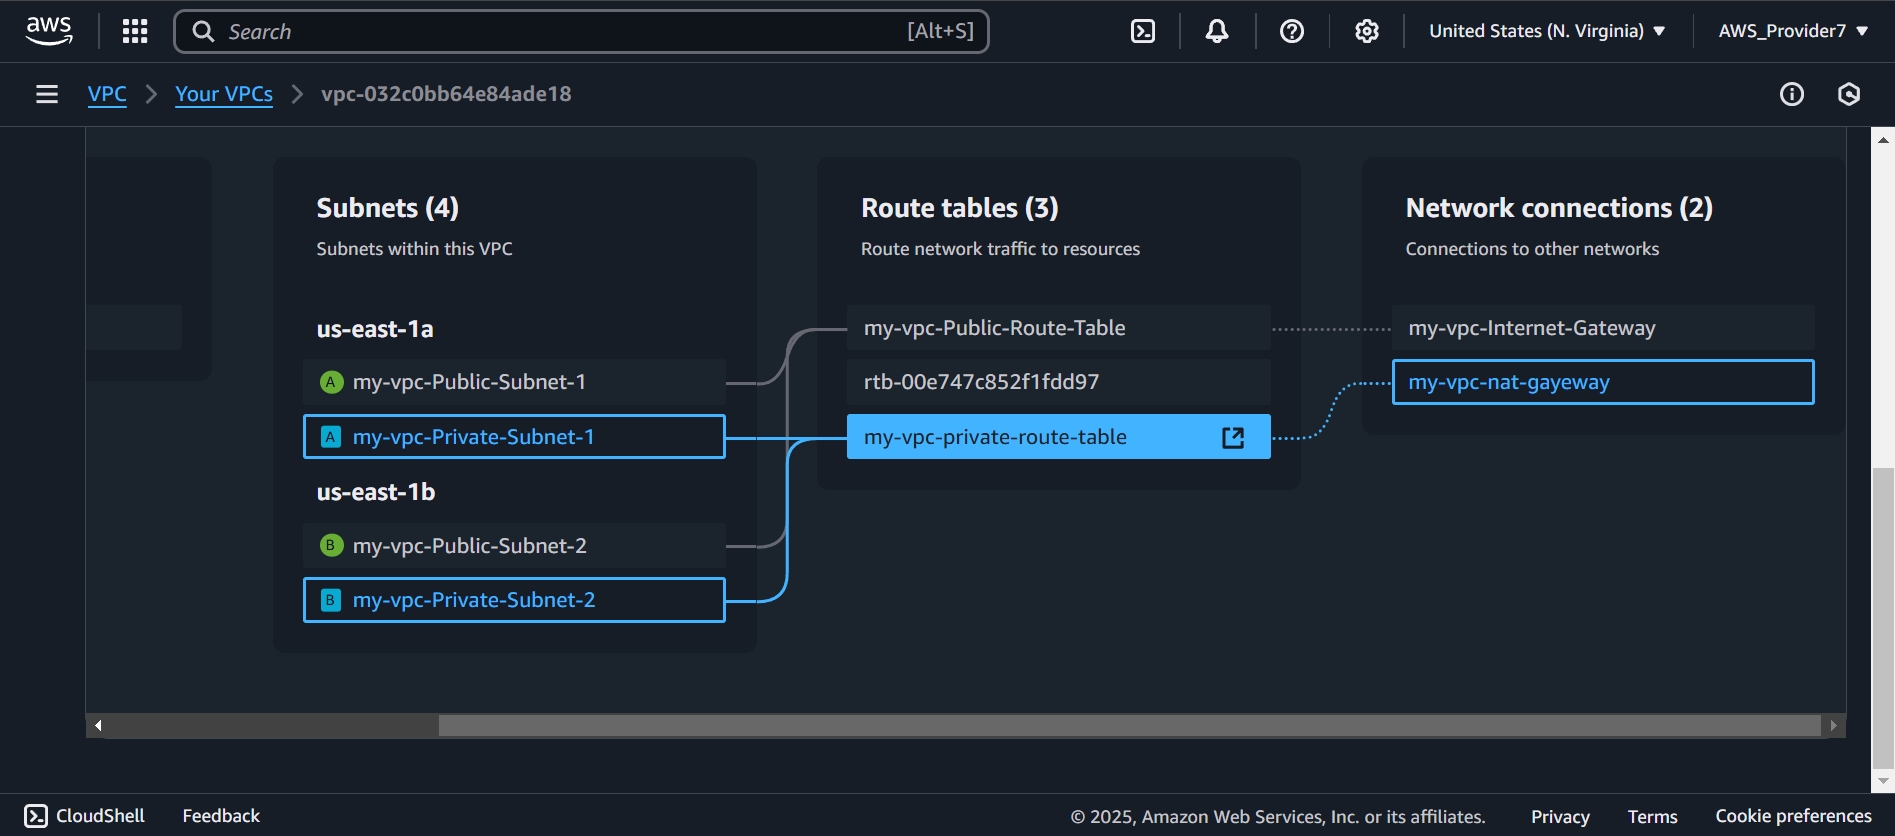 aws
Search [Alt+S]
United States (N. Virginia)
AWS_Provider7
VPC
Your VPCs
vpc-032c0bb64e84ade18
Subnets (4)
Subnets within this VPC
us-east-1a
A my-vpc-Public-Subnet-1
A my-vpc-Private-Subnet-1
us-east-1b
B my-vpc-Public-Subnet-2
B my-vpc-Private-Subnet-2
Route tables (3)
Route network traffic to resources
my-vpc-Public-Route-Table
rtb-00e747c852f1fdd97
my-vpc-private-route-table
Network connections (2)
Connections to other networks
my-vpc-Internet-Gateway
my-vpc-nat-gayeway
CloudShell
Feedback
© 2025, Amazon Web Services, Inc. or its affiliates.
Privacy
Terms
Cookie preferences